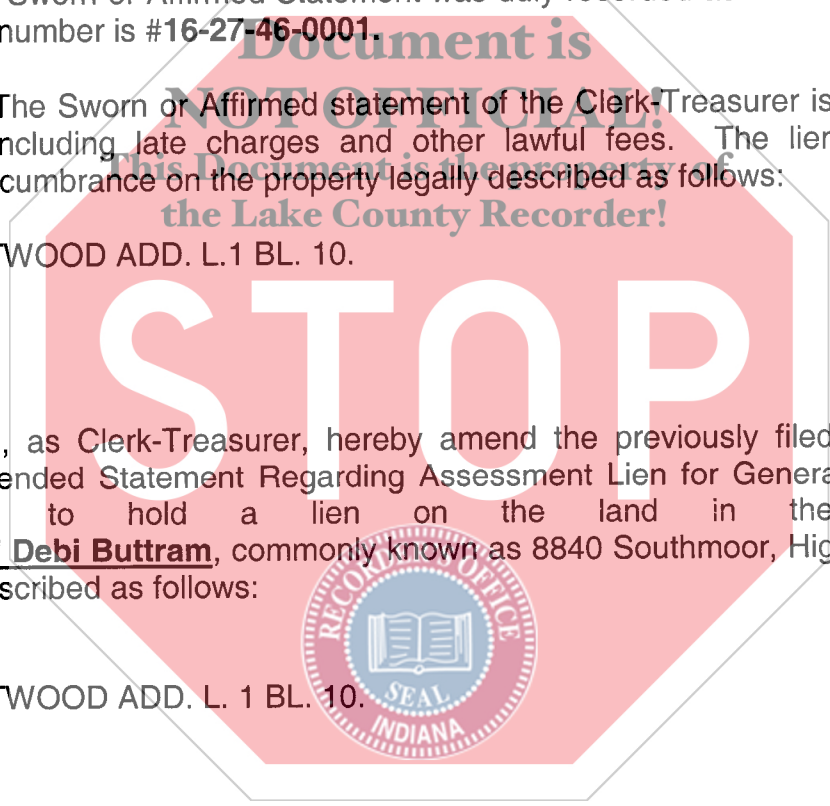 Sworn or Affirmed Statement was duly recorded as
number is #16-27-46-0001.
Document is
The Sworn or Affirmed statement of the Clerk-Treasurer is
NOT OFFICIAL!
ncluding late charges and other lawful fees. The lien
This Document is the property of
cumbrance on the property legally described as follows:
the Lake County Recorder!
WOOD ADD. L.1 BL. 10.
STOP
, as Clerk-Treasurer, hereby amend the previously filed
ended Statement Regarding Assessment Lien for Genera
to hold a lien on the land in the
Debi Buttram, commonly known as 8840 Southmoor, Hig
scribed as follows:
RECORDER'S OFFICE
SEAL
INDIANA
WOOD ADD. L. 1 BL. 10.